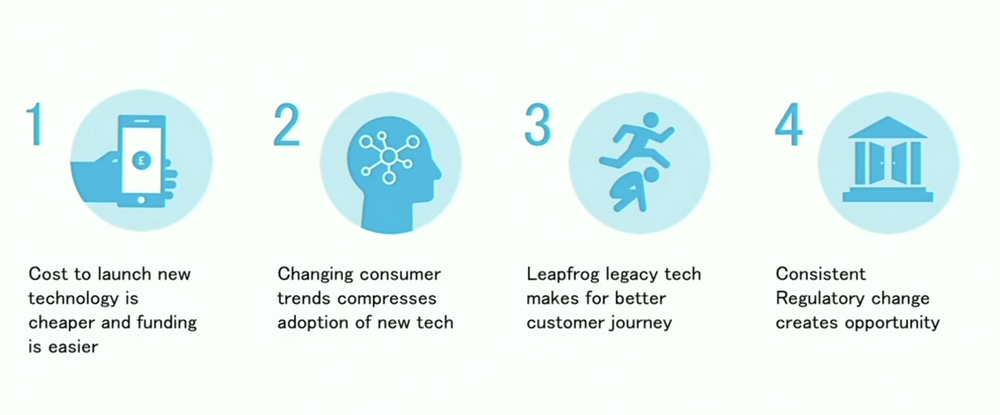 1
£
Cost to launch new
technology is
cheaper and funding
is easier
2
Changing consumer
trends compresses
adoption of new tech
3
Leapfrog legacy tech
makes for better
customer journey
4
Consistent
Regulatory change
creates opportunity